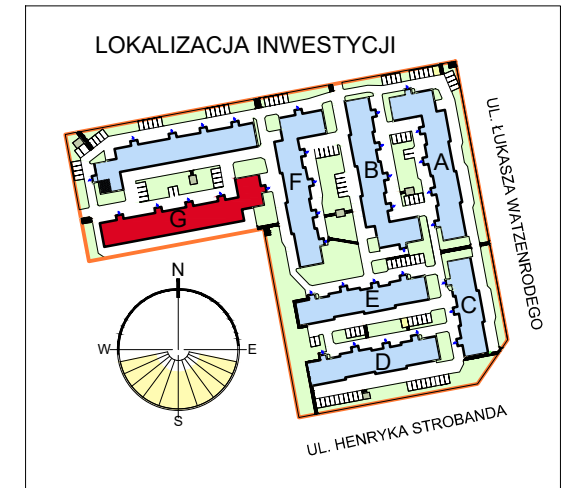 LOKALIZACJA INWESTYCJI
A
B
F
G
E
C
D
UL. ŁUKASZA WATZENRODEGO
UL. HENRYKA STROBANDA
N
W
E
S